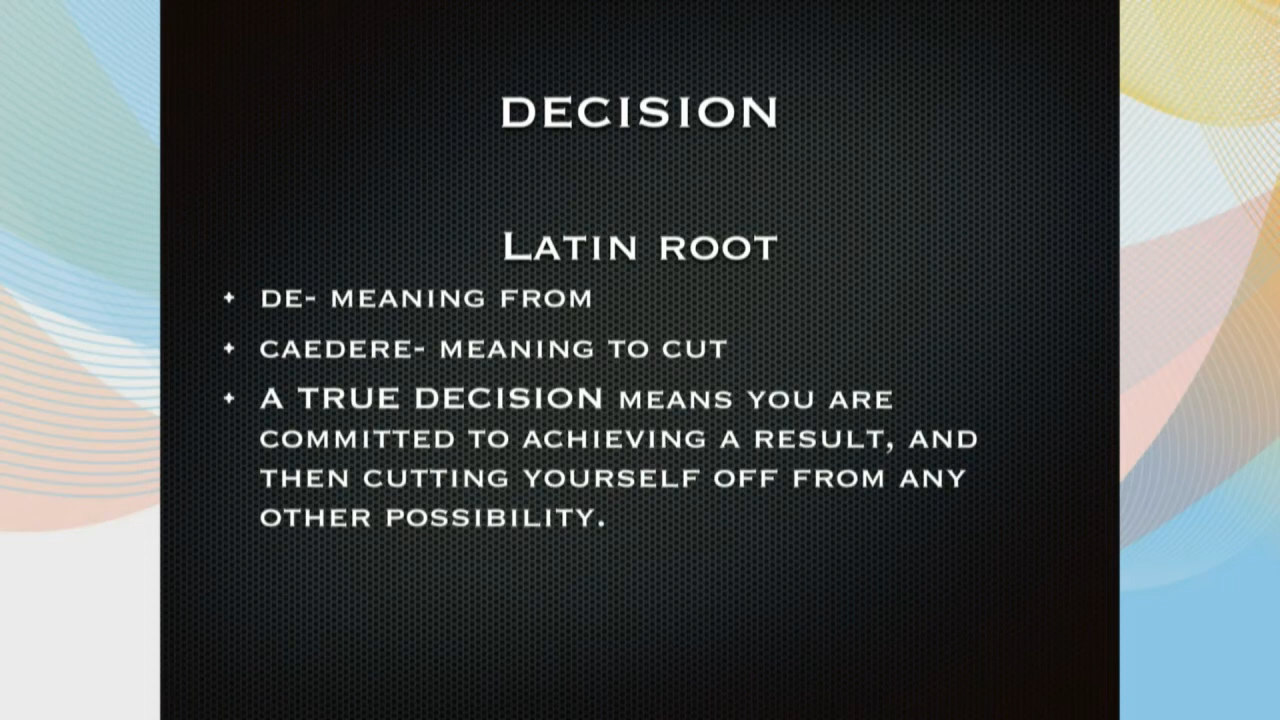 DECISION
LATIN ROOT
DE- MEANING FROM
CAEDERE- MEANING TO CUT
A TRUE DECISION MEANS YOU ARE
COMMITTED TO ACHIEVING A RESULT, AND
THEN CUTTING YOURSELF OFF FROM ANY
OTHER POSSIBILITY.